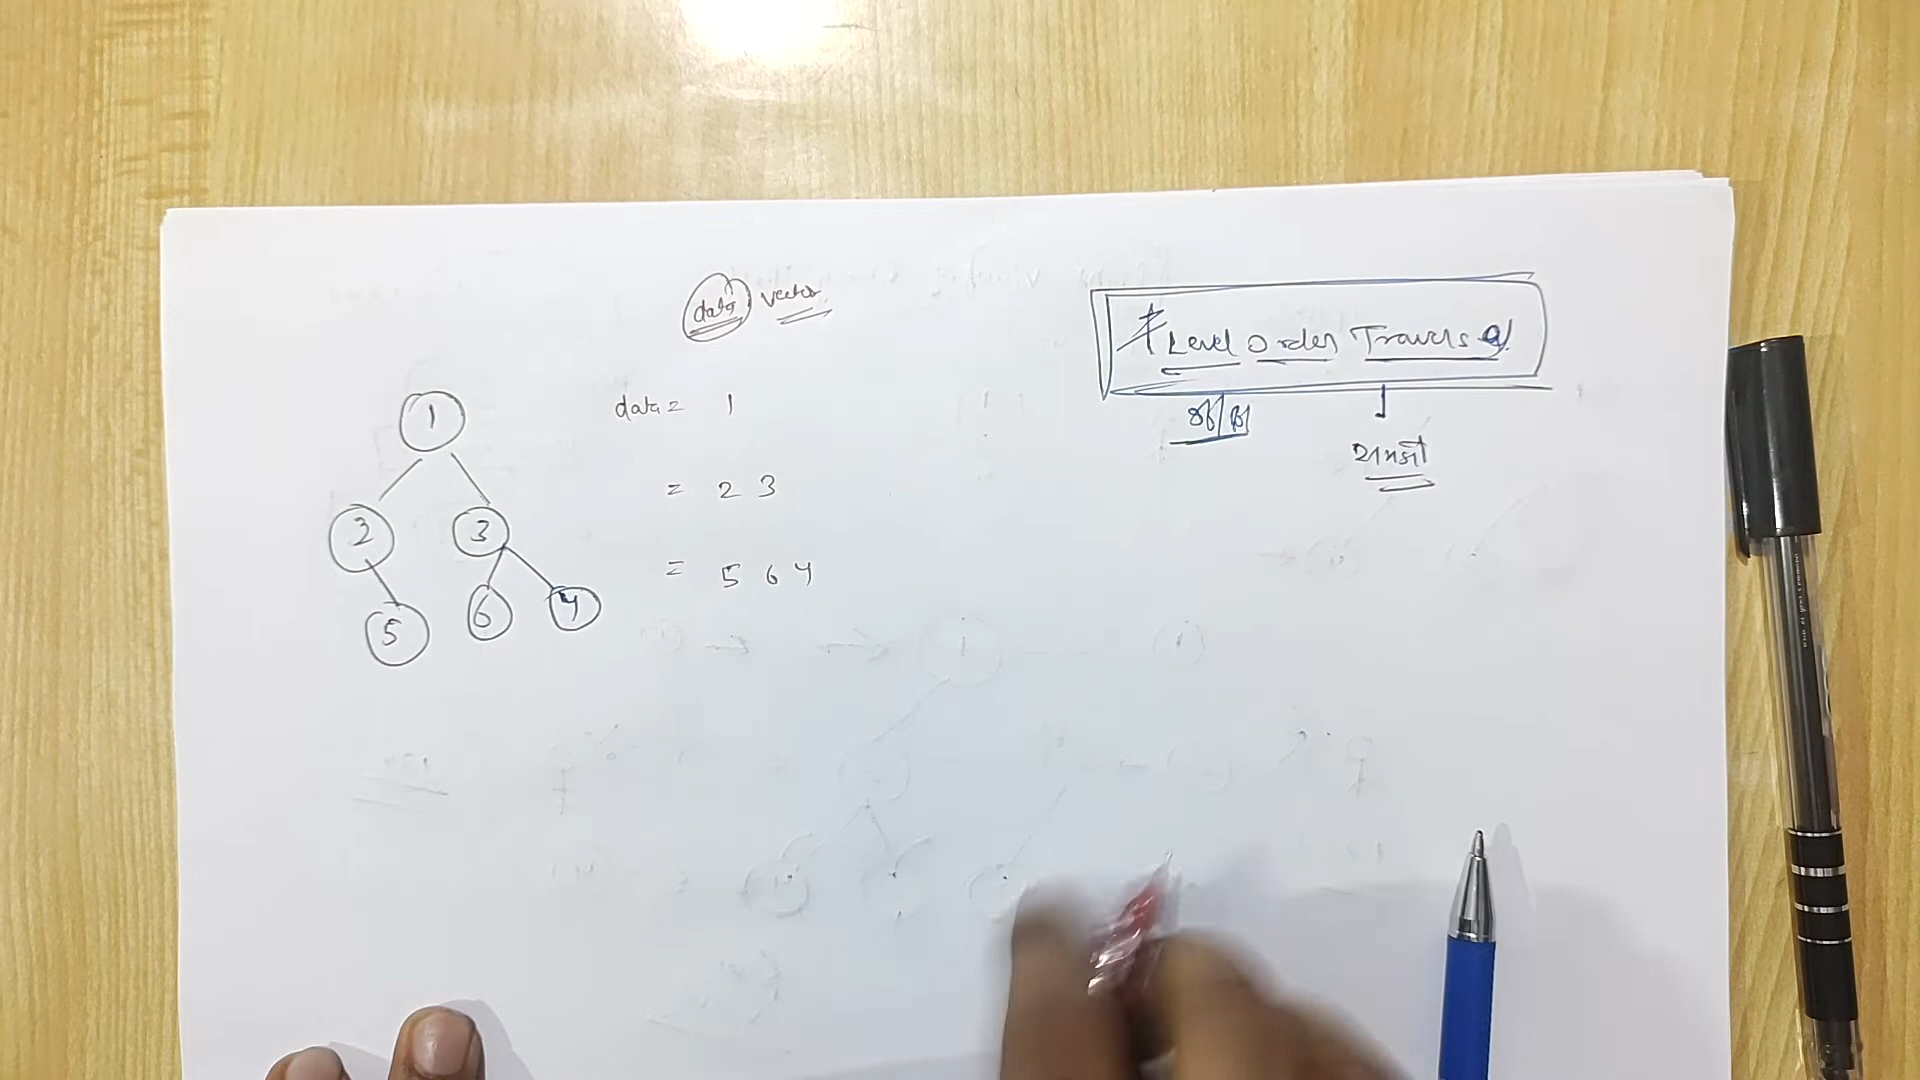 data vector
# Level Order Traversal
1
2 3
5 6 4
data = 1
= 2 3
= 5 6 4